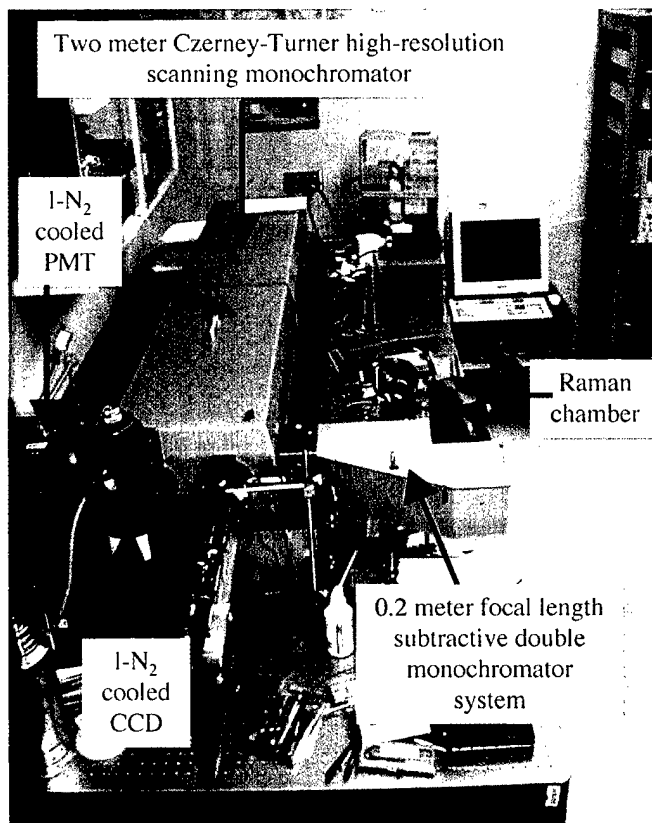 Two meter Czerney-Turner high-resolution
scanning monochromator
l-N₂
cooled
PMT
Raman
chamber
0.2 meter focal length
subtractive double
monochromator
system
l-N₂
cooled
CCD